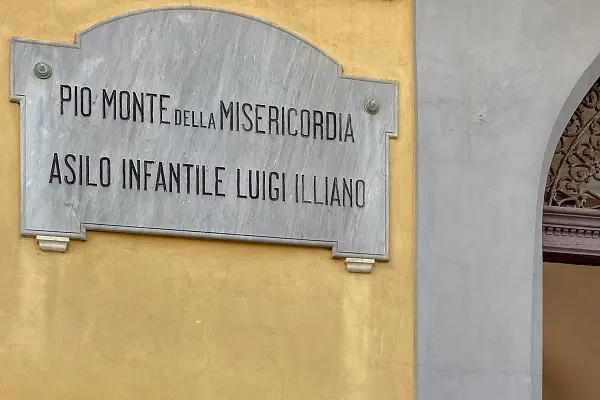 PIO MONTE DELLA MISERICORDIA
ASILO INFANTILE LUIGI ILLIANO